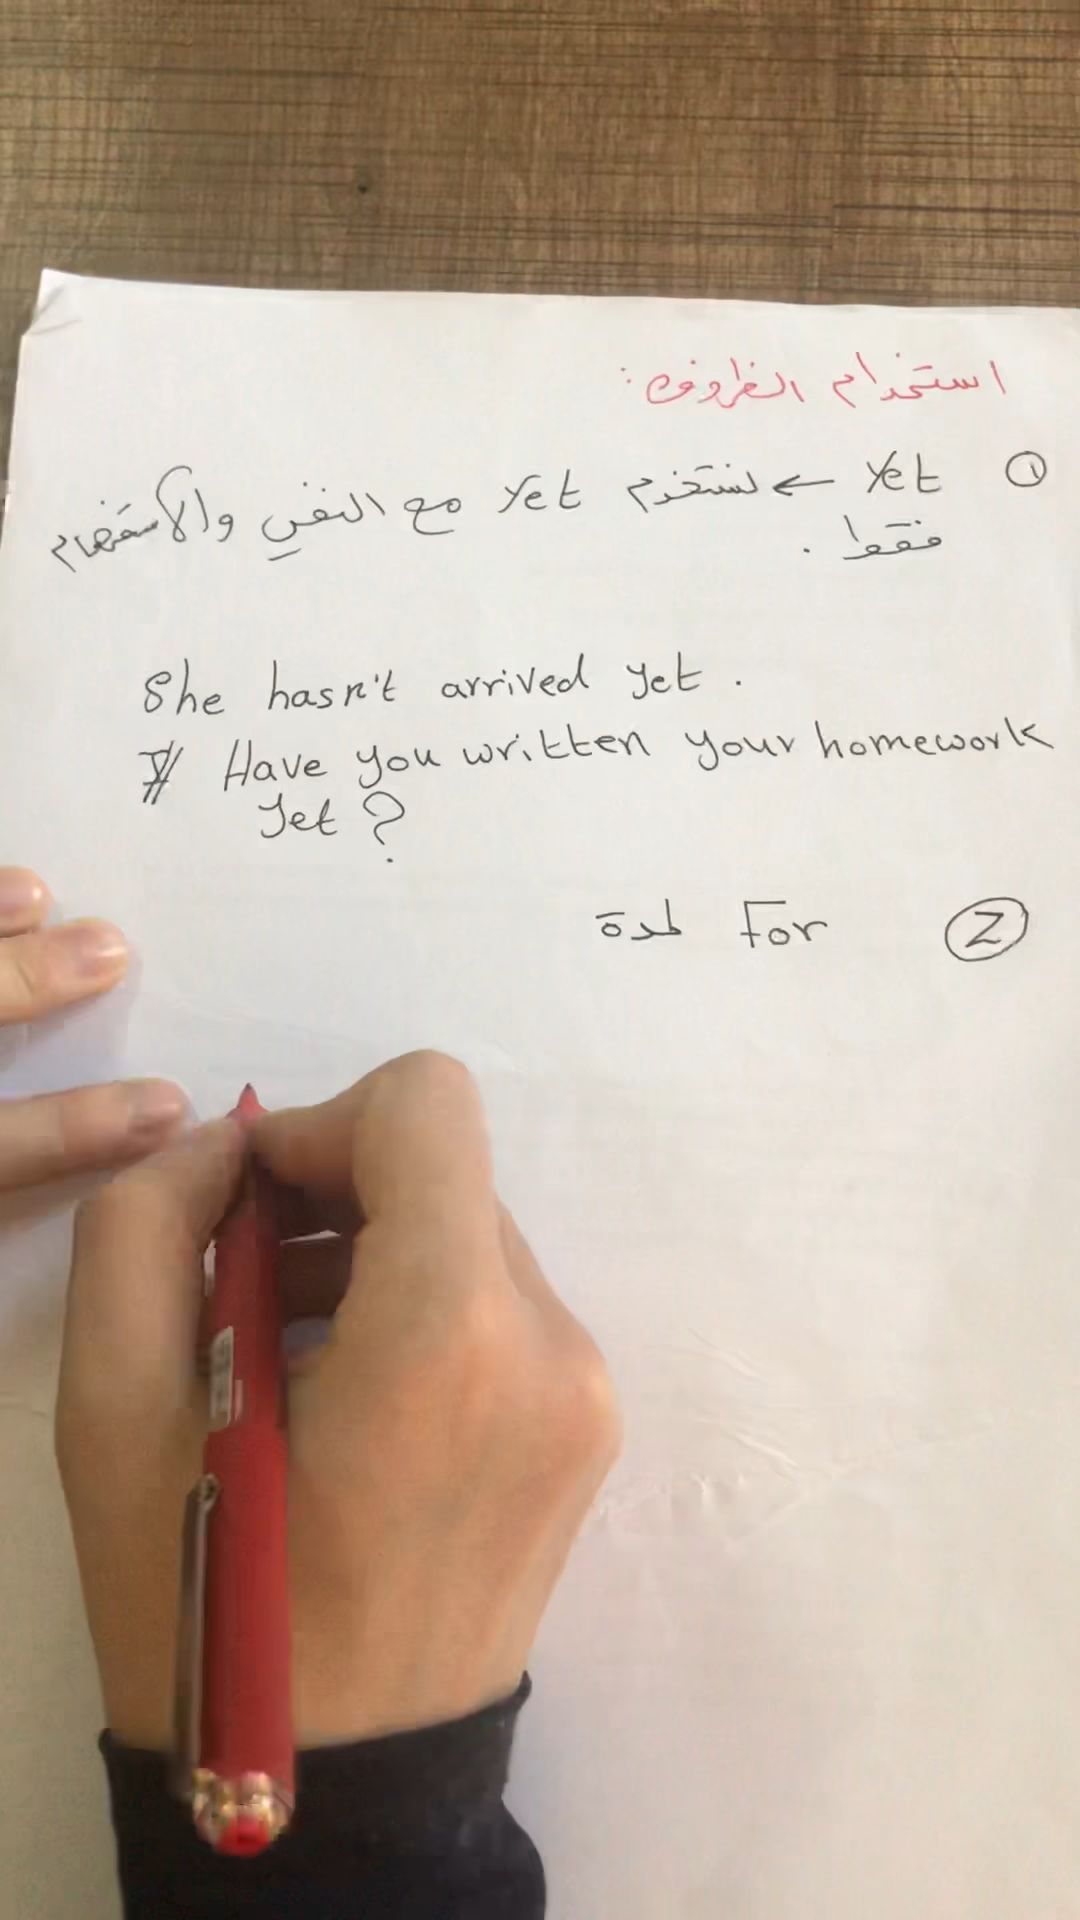 استخدام الظروف:
① Yet ← نستخدم Yet مع النفي والأستفهام
فقط .
She hasn't arrived yet .
Have you written your homework
Yet ?
② For لمدة